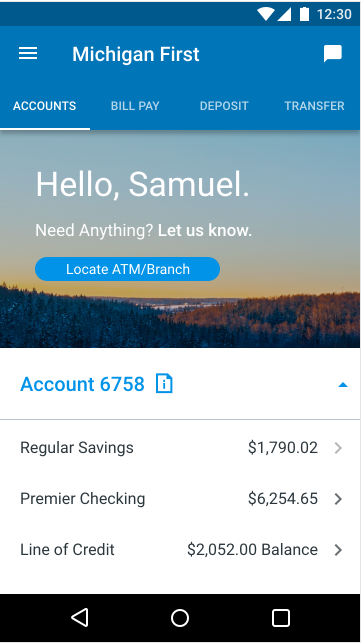 12:30
Michigan First
ACCOUNTS BILL PAY DEPOSIT TRANSFER
Hello, Samuel.
Need Anything? Let us know.
Locate ATM/Branch
Account 6758
Regular Savings $1,790.02
Premier Checking $6,254.65
Line of Credit $2,052.00 Balance